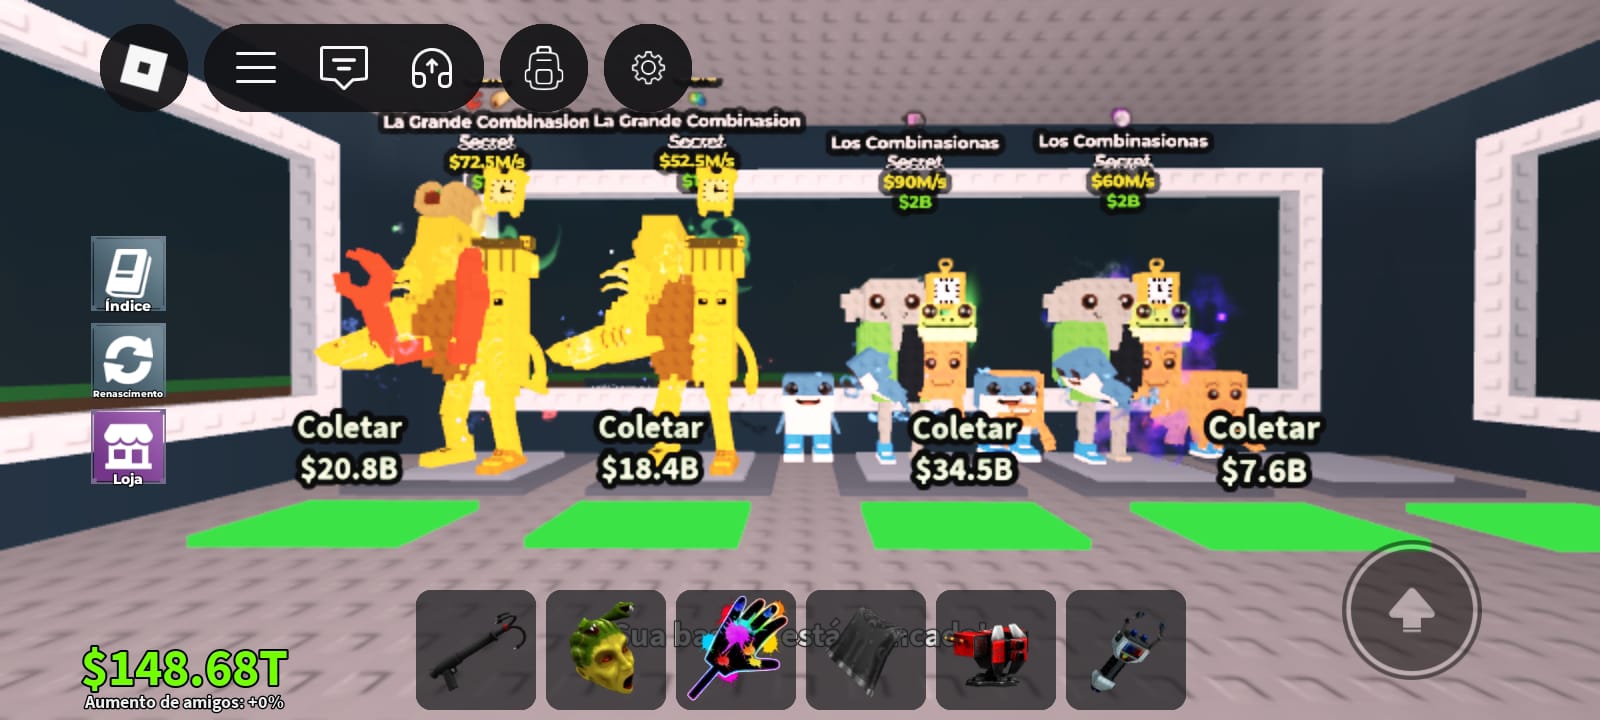 La Grande Combinasion
Secret
$72.5M/s
La Grande Combinasion
Secret
$52.5M/s
Los Combinasionas
Secret
$90M/s
$2B
Los Combinasionas
Secret
$60M/s
$2B
Índice
Renascimento
Loja
Coletar
$20.8B
Coletar
$18.4B
Coletar
$34.5B
Coletar
$7.6B
está
$148.68T
Aumento de amigos: +0%